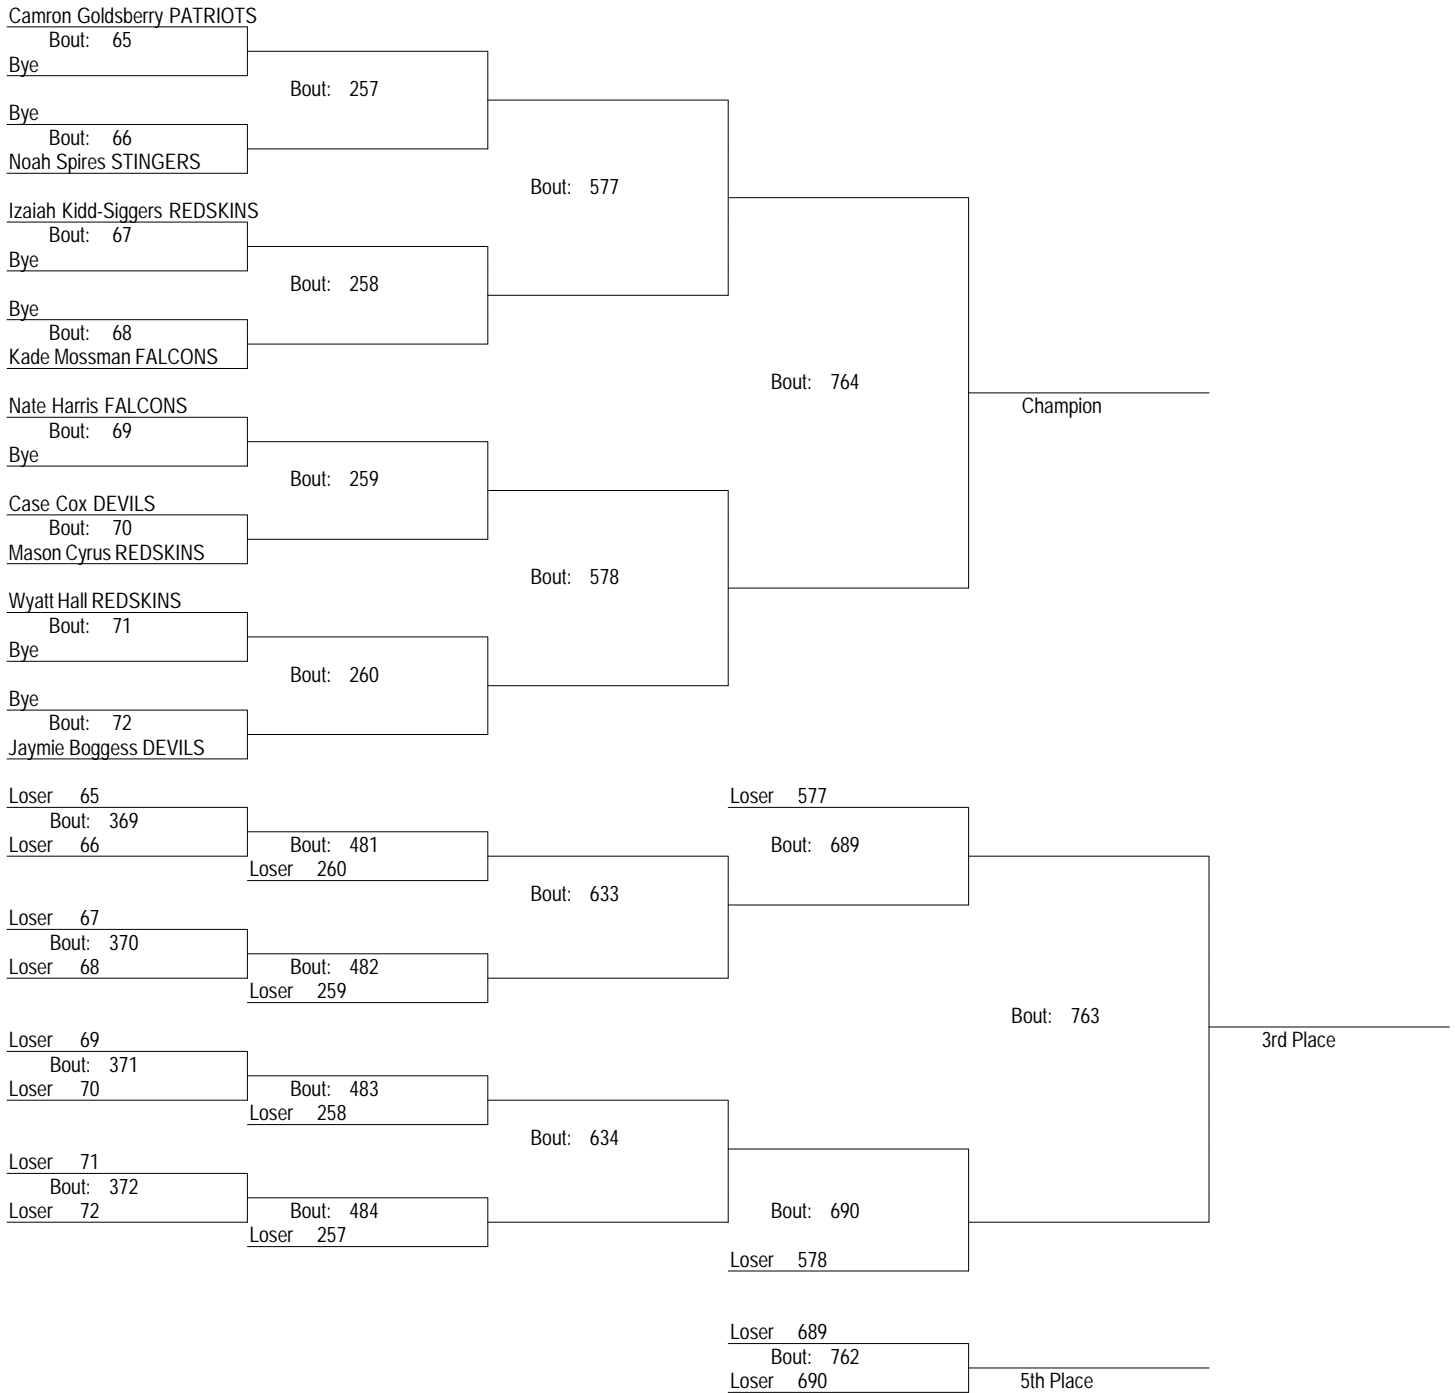 Camron Goldsberry PATRIOTS
Bout: 65
Bye
Bout: 257
Bye
Bout: 66
Noah Spires STINGERS
Bout: 577
Izaiah Kidd-Siggers REDSKINS
Bout: 67
Bye
Bout: 258
Bye
Bout: 68
Kade Mossman FALCONS
Bout: 764
Champion
Nate Harris FALCONS
Bout: 69
Bye
Bout: 259
Case Cox DEVILS
Bout: 70
Mason Cyrus REDSKINS
Bout: 578
Wyatt Hall REDSKINS
Bout: 71
Bye
Bout: 260
Bye
Bout: 72
Jaymie Boggess DEVILS
Loser 65
Bout: 369
Loser 66
Bout: 481
Loser 260
Bout: 633
Loser 577
Bout: 689
Loser 67
Bout: 370
Loser 68
Bout: 482
Loser 259
Bout: 763
3rd Place
Loser 69
Bout: 371
Loser 70
Bout: 483
Loser 258
Bout: 634
Loser 71
Bout: 372
Loser 72
Bout: 484
Loser 257
Bout: 690
Loser 578
Loser 689
Bout: 762
Loser 690
5th Place